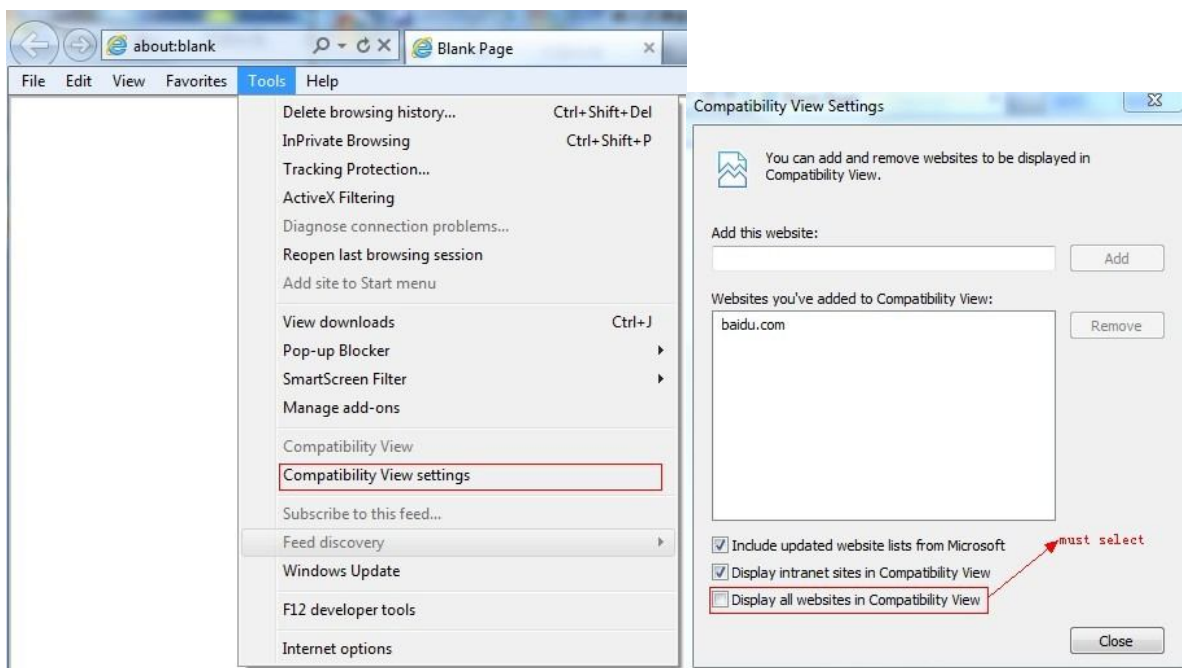 about:blank
Blank Page
File Edit View Favorites Tools Help
Delete browsing history... Ctrl+Shift+Del
InPrivate Browsing Ctrl+Shift+P
Tracking Protection...
ActiveX Filtering
Diagnose connection problems...
Reopen last browsing session
Add site to Start menu
View downloads Ctrl+J
Pop-up Blocker
SmartScreen Filter
Manage add-ons
Compatibility View
Compatibility View settings
Subscribe to this feed...
Feed discovery
Windows Update
F12 developer tools
Internet options
Compatibility View Settings
You can add and remove websites to be displayed in
Compatibility View.
Add this website:
Add
Websites you've added to Compatibility View:
baidu.com
Remove
Include updated website lists from Microsoft
must select
Display intranet sites in Compatibility View
Display all websites in Compatibility View
Close